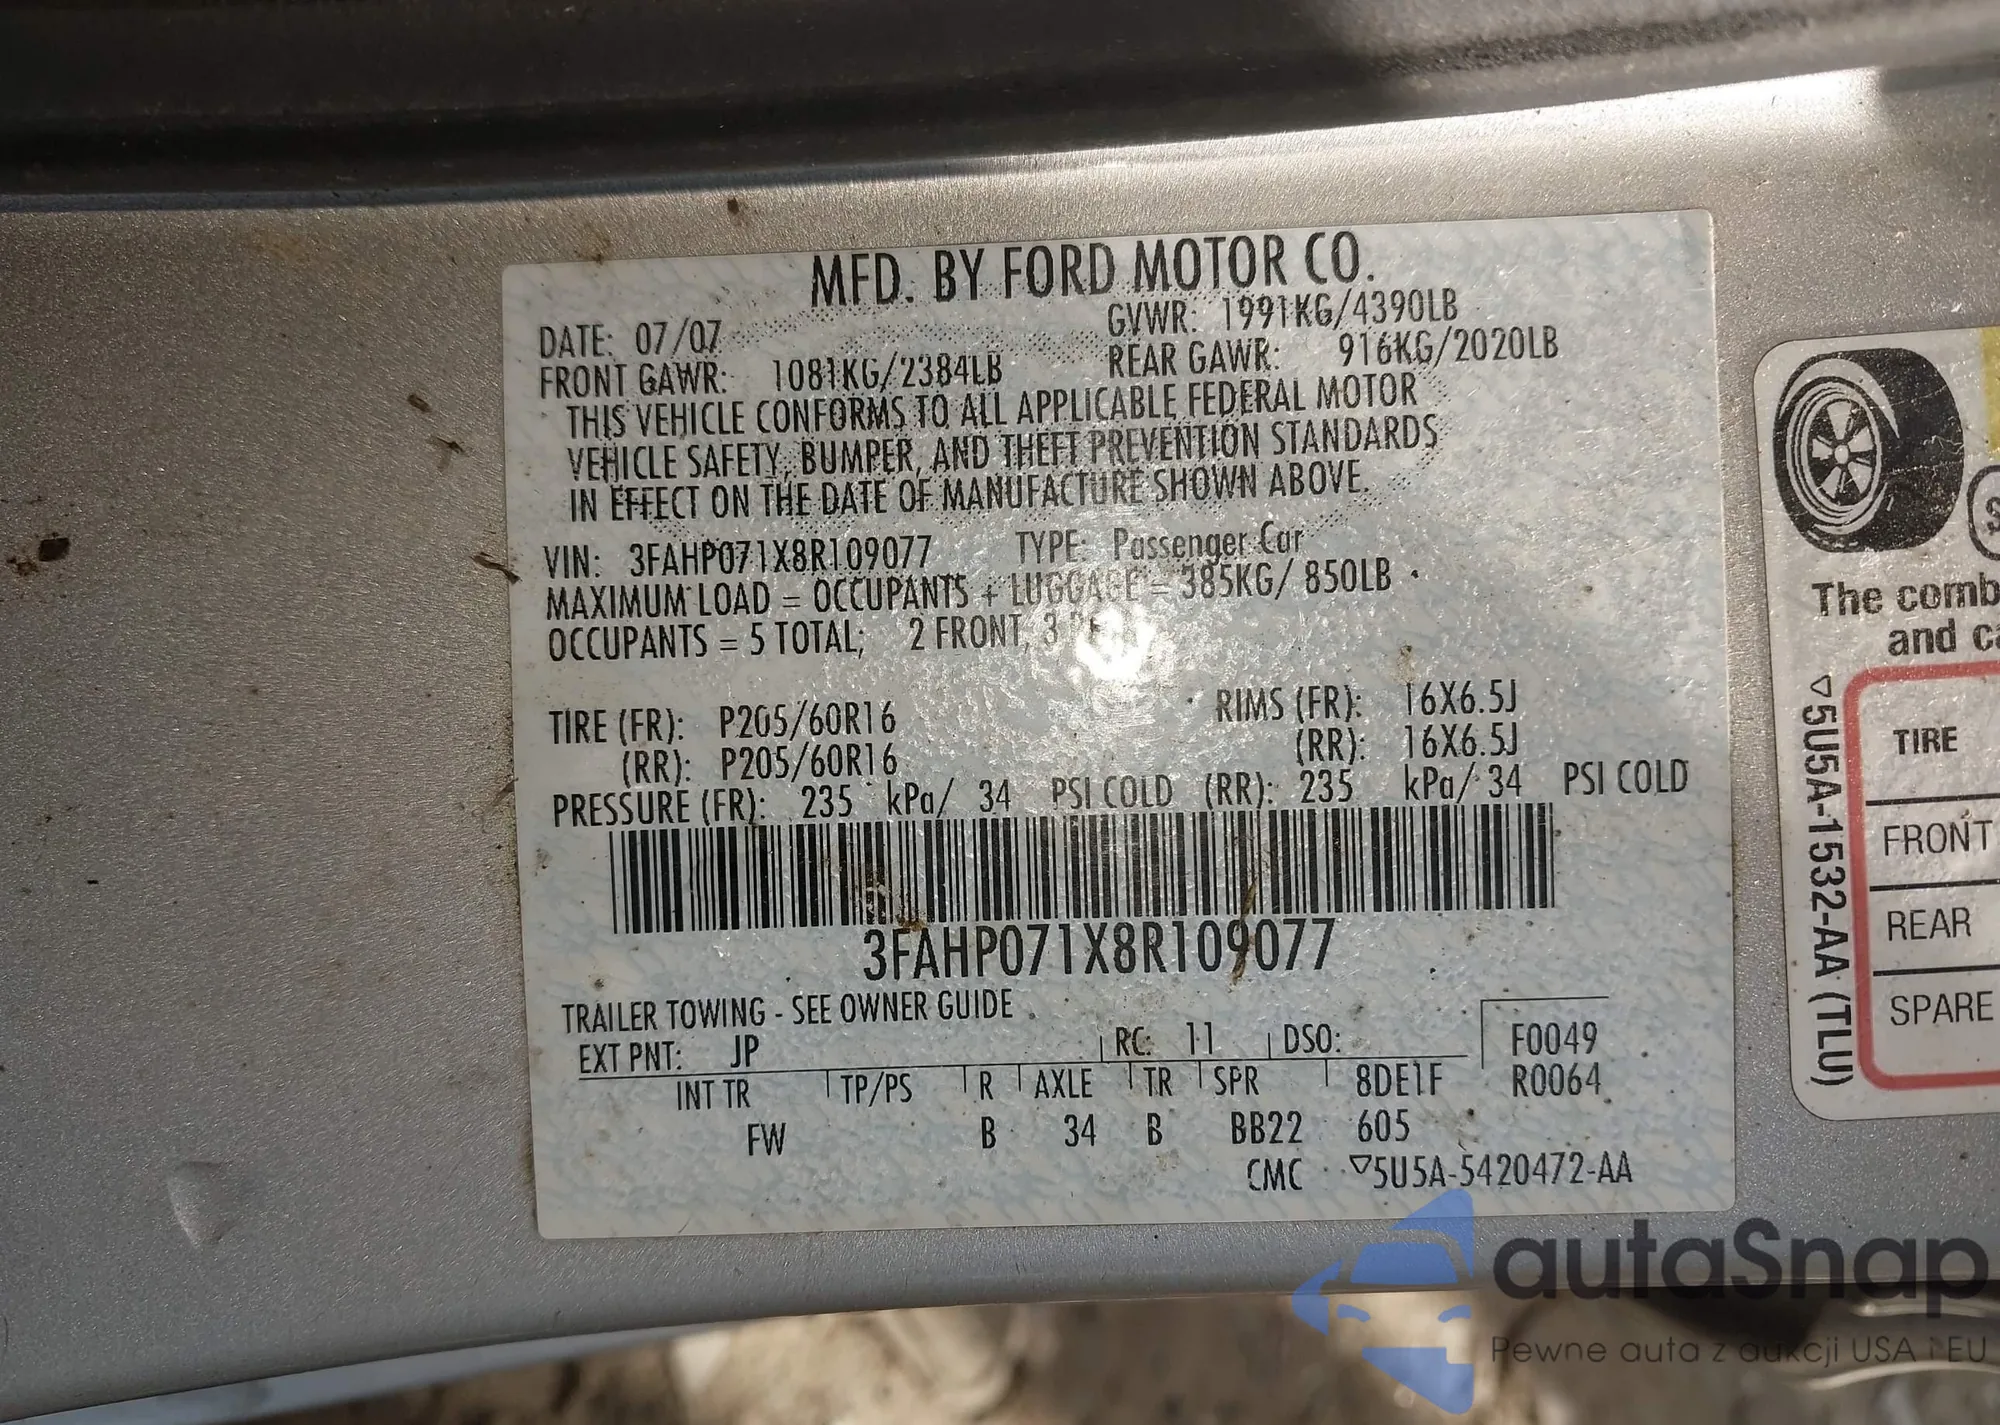 MFD. BY FORD MOTOR CO.
DATE: 07/07 GVWR: 1991KG/4390LB
FRONT GAWR: 1081KG/2384LB REAR GAWR: 916KG/2020LB
THIS VEHICLE CONFORMS TO ALL APPLICABLE FEDERAL MOTOR
VEHICLE SAFETY, BUMPER, AND THEFT PREVENTION STANDARDS
IN EFFECT ON THE DATE OF MANUFACTURE SHOWN ABOVE.
VIN: 3FAHP071X8R109077 TYPE: Passenger Car
MAXIMUM LOAD = OCCUPANTS + LUGGAGE = 385KG/ 850LB
OCCUPANTS = 5 TOTAL; 2 FRONT, 3
TIRE (FR): P205/60R16 RIMS (FR): 16X6.5J
(RR): P205/60R16 (RR): 16X6.5J
PRESSURE (FR): 235 kPa/ 34 PSI COLD (RR): 235 kPa/ 34 PSI COLD
3FAHP071X8R109077
TRAILER TOWING - SEE OWNER GUIDE
EXT PNT: JP RC: 11 DSO: F0049
INT TR TP/PS R AXLE TR SPR 8DE1F R0064
FW B 34 B BB22 605
CMC ▽5U5A-5420472-AA
The comb
and ca
TIRE
FRONT
REAR
SPARE
▽5U5A-1532-AA (TLU)
autaSnap
Pewne auta z aukcji USA i EU